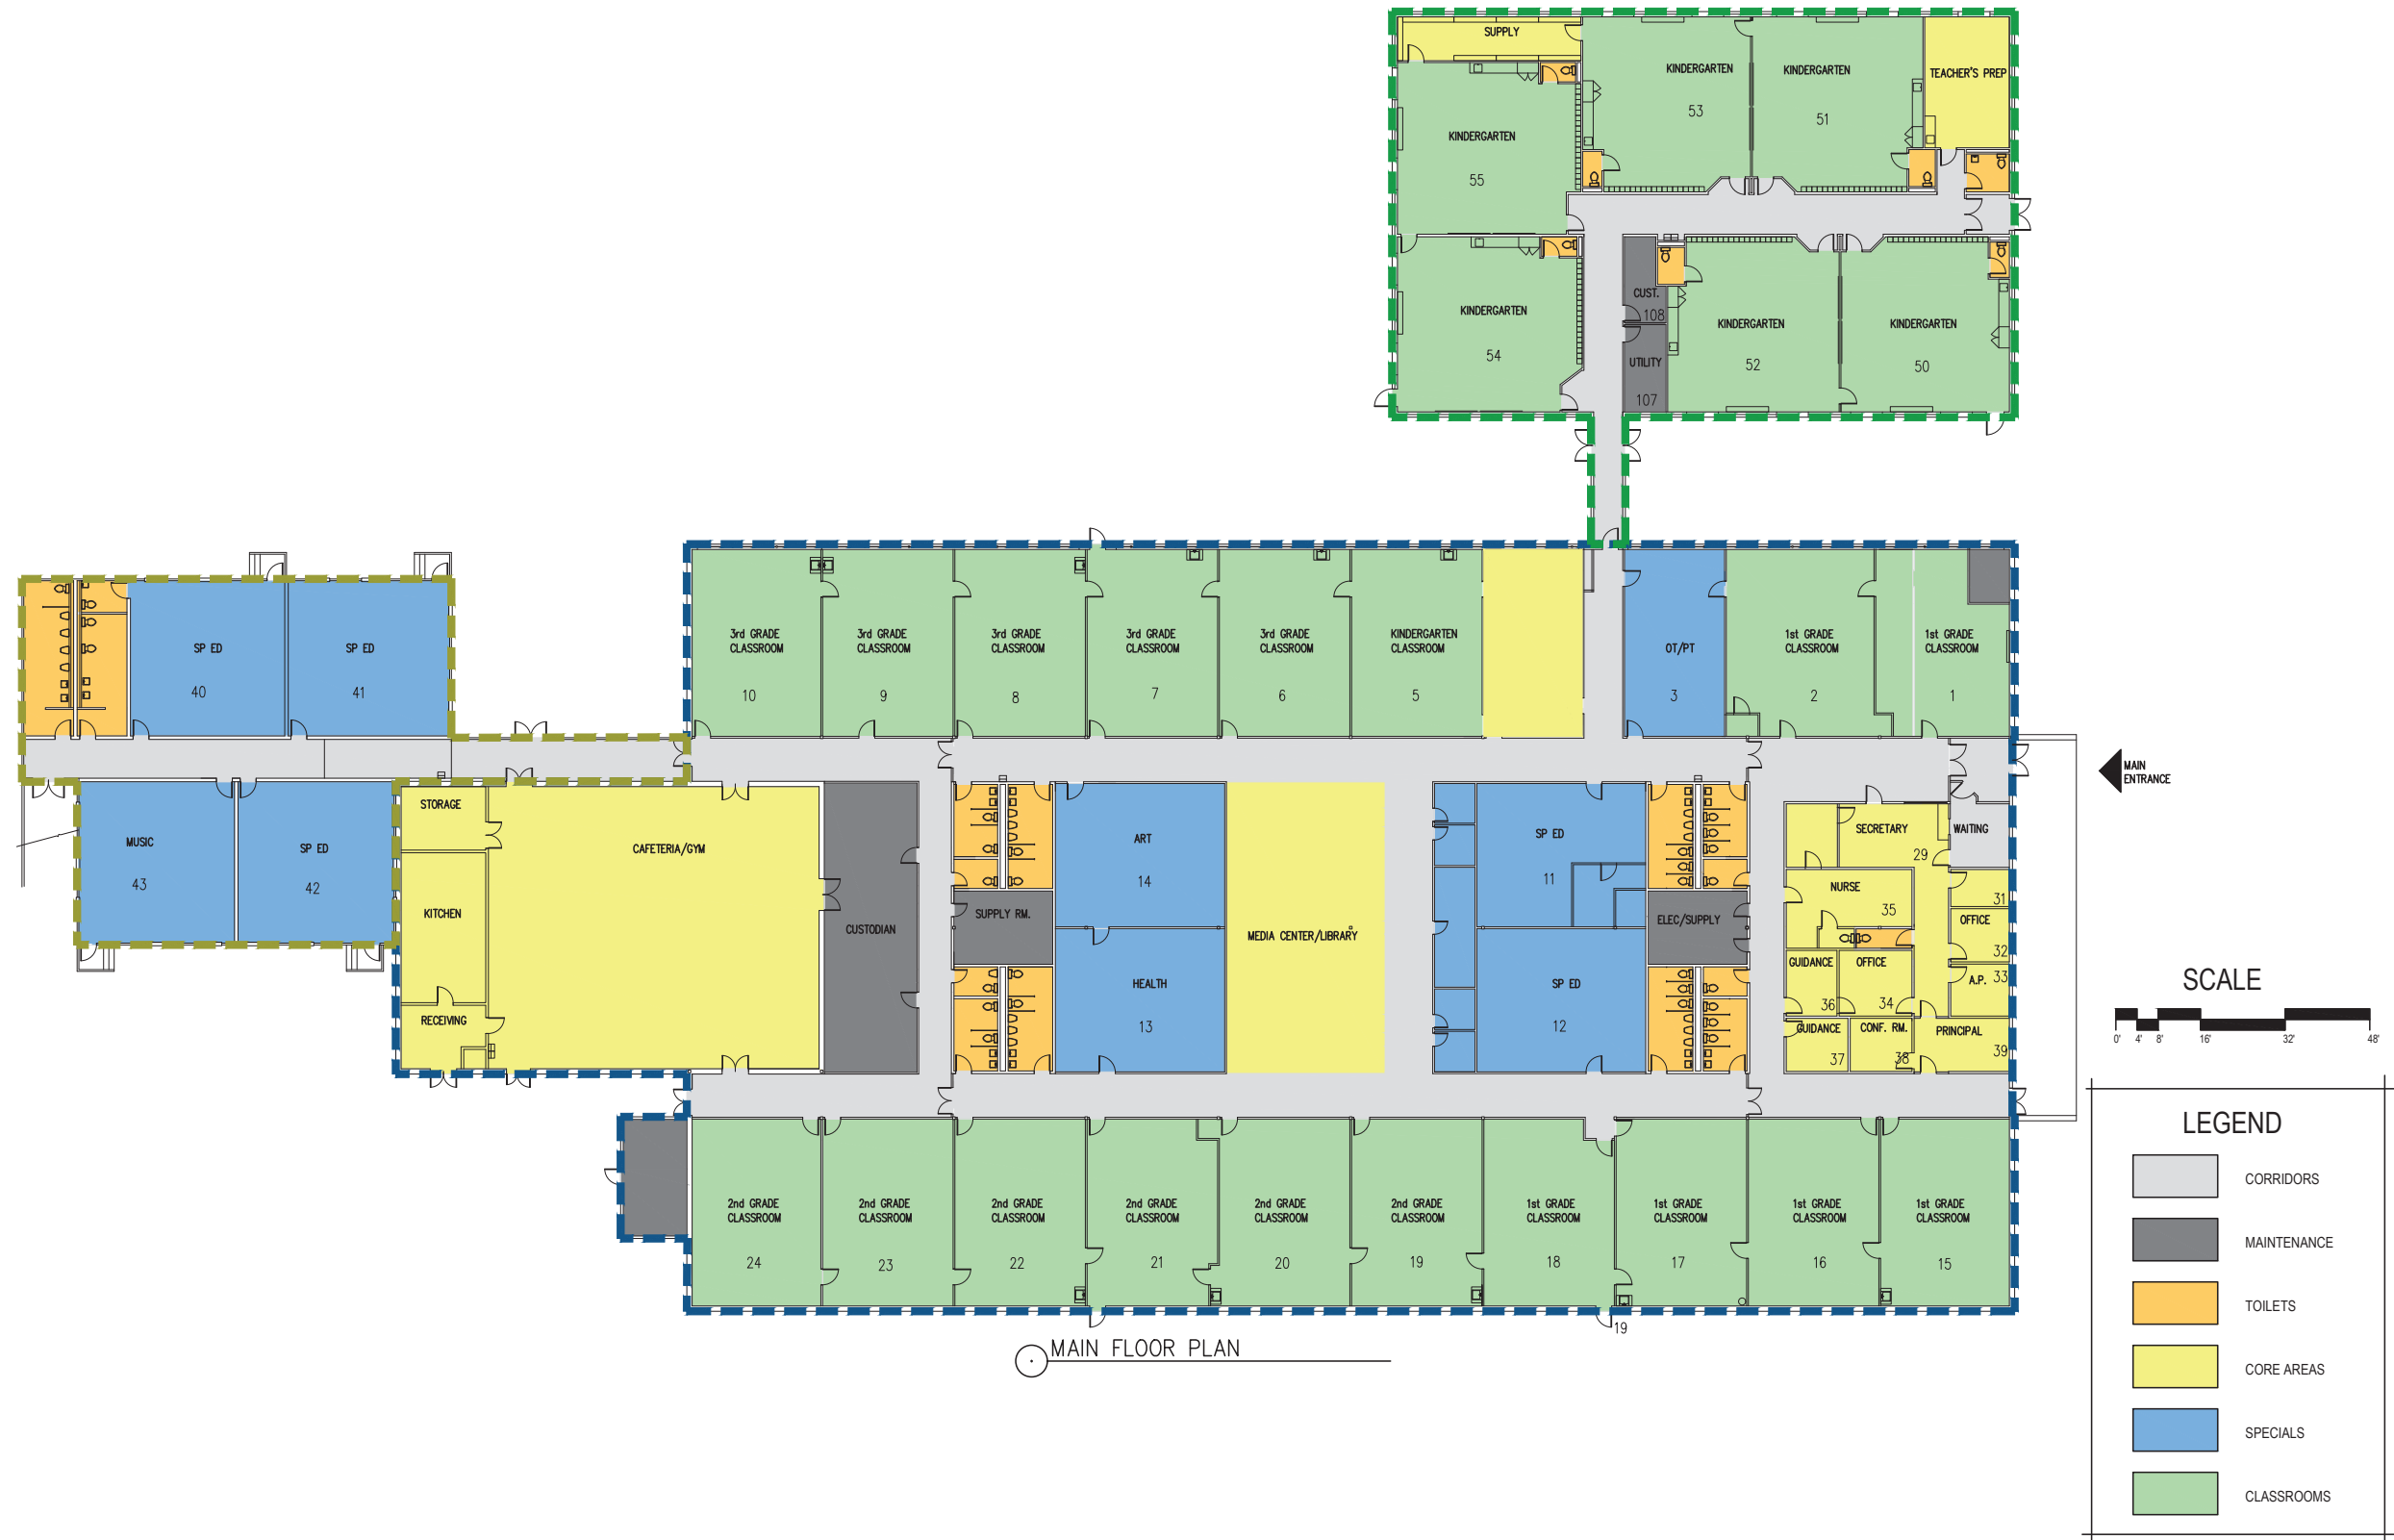 SUPPLY
KINDERGARTEN
53
KINDERGARTEN
51
TEACHER'S PREP
KINDERGARTEN
55
KINDERGARTEN
54
CUST.
108
UTILITY
107
KINDERGARTEN
52
KINDERGARTEN
50
SP ED
40
SP ED
41
3rd GRADE
CLASSROOM
10
3rd GRADE
CLASSROOM
9
3rd GRADE
CLASSROOM
8
3rd GRADE
CLASSROOM
7
3rd GRADE
CLASSROOM
6
KINDERGARTEN
CLASSROOM
5
OT/PT
3
1st GRADE
CLASSROOM
2
1st GRADE
CLASSROOM
1
MAIN
ENTRANCE
MUSIC
43
SP ED
42
STORAGE
KITCHEN
RECEIVING
CAFETERIA/GYM
CUSTODIAN
SUPPLY RM.
ART
14
HEALTH
13
MEDIA CENTER/LIBRARY
SP ED
11
SP ED
12
ELEC/SUPPLY
SECRETARY
29
WAITING
NURSE
35
31
OFFICE
32
GUIDANCE
36
OFFICE
34
A.P.
33
GUIDANCE
37
CONF. RM.
38
PRINCIPAL
39
2nd GRADE
CLASSROOM
24
2nd GRADE
CLASSROOM
23
2nd GRADE
CLASSROOM
22
2nd GRADE
CLASSROOM
21
2nd GRADE
CLASSROOM
20
2nd GRADE
CLASSROOM
19
1st GRADE
CLASSROOM
18
1st GRADE
CLASSROOM
17
1st GRADE
CLASSROOM
16
1st GRADE
CLASSROOM
15
19
MAIN FLOOR PLAN
SCALE
0' 4' 8' 16' 32' 48'
LEGEND
CORRIDORS
MAINTENANCE
TOILETS
CORE AREAS
SPECIALS
CLASSROOMS